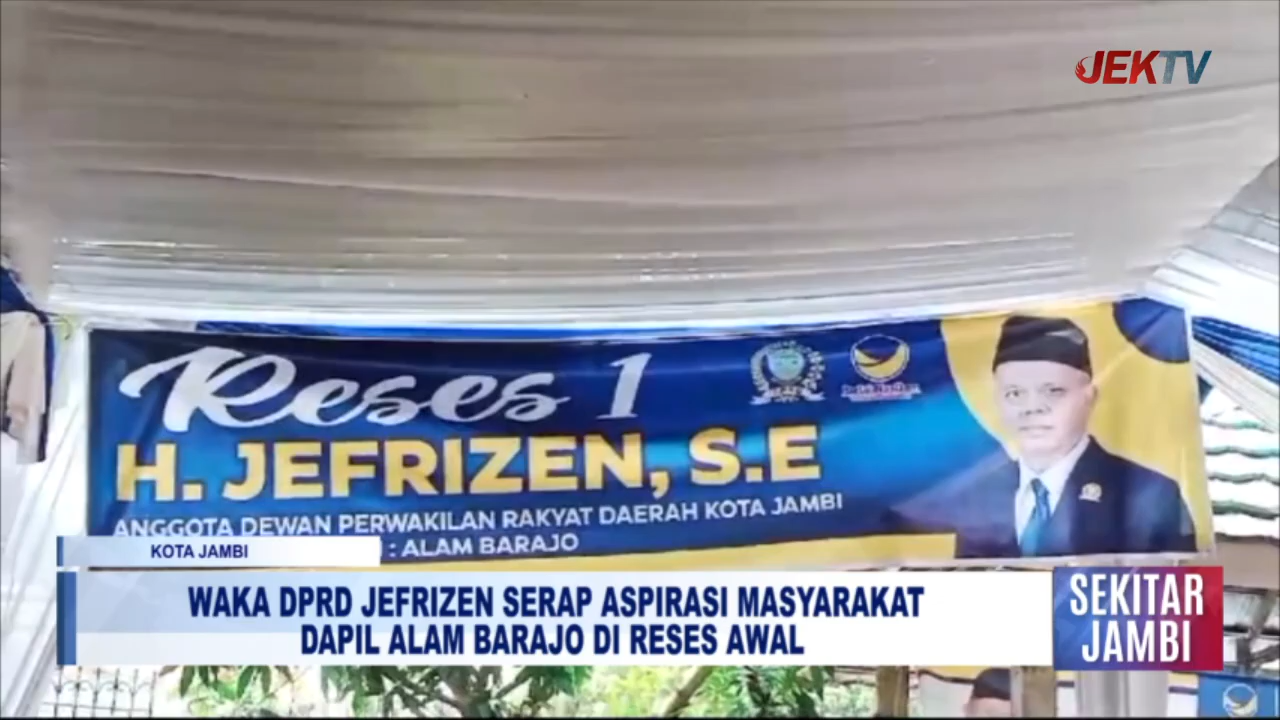 JEKTV
Reses 1
H. JEFRIZEN, S.E
ANGGOTA DEWAN PERWAKILAN RAKYAT DAERAH KOTA JAMBI
: ALAM BARAJO
KOTA JAMBI
WAKA DPRD JEFRIZEN SERAP ASPIRASI MASYARAKAT
DAPIL ALAM BARAJO DI RESES AWAL
SEKITAR
JAMBI